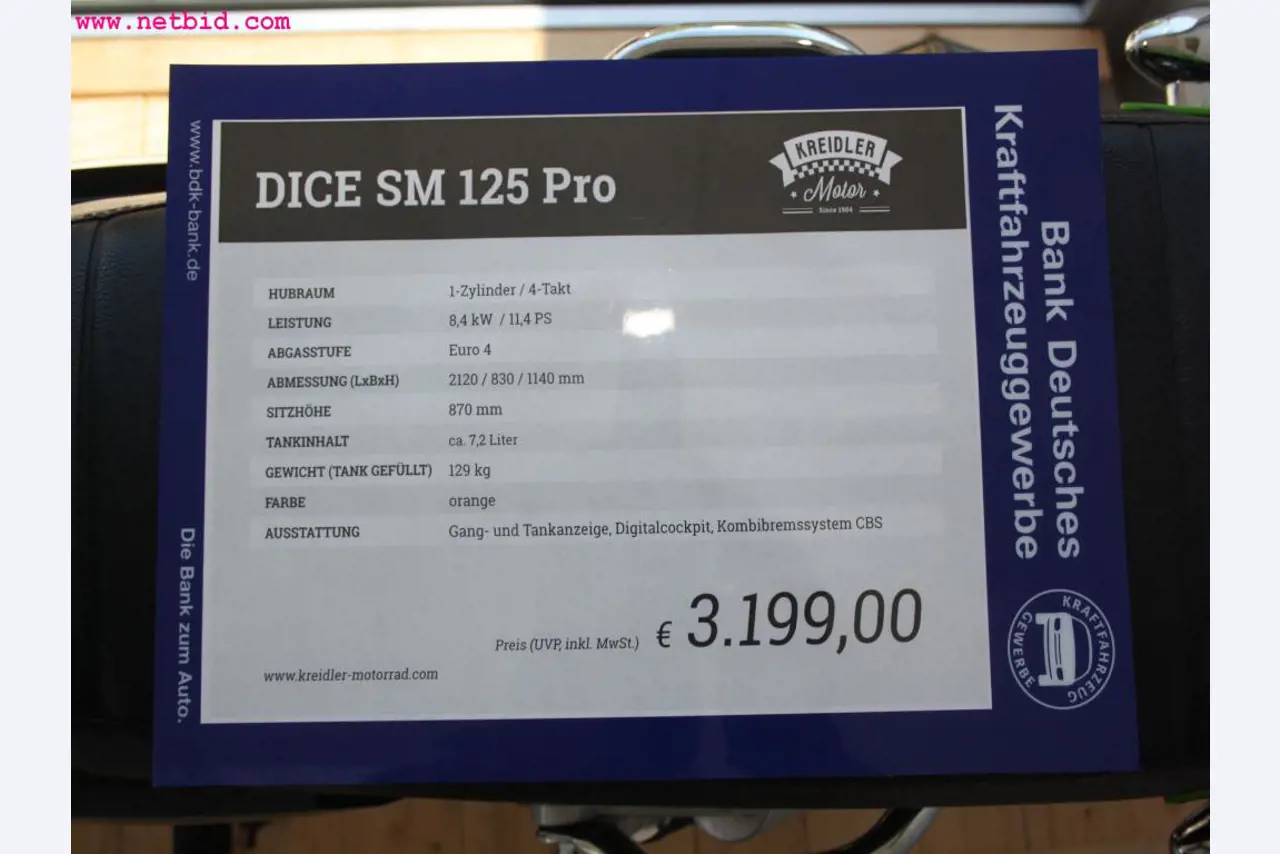 www.netbid.com
DICE SM 125 Pro
KREIDLER
Motor
Since 1904
HUBRAUM 1-Zylinder / 4-Takt
LEISTUNG 8,4 kW / 11,4 PS
ABGASSTUFE Euro 4
ABMESSUNG (LxBxH) 2120 / 830 / 1140 mm
SITZHÖHE 870 mm
TANKINHALT ca. 7,2 Liter
GEWICHT (TANK GEFÜLLT) 129 kg
FARBE orange
AUSSTATTUNG Gang- und Tankanzeige, Digitalcockpit, Kombibremssystem CBS
Preis (UVP, inkl. MwSt.) € 3.199,00
www.kreidler-motorrad.com
www.bdk-bank.de
Die Bank zum Auto.
Bank Deutsches
Kraftfahrzeuggewerbe
KRAFTFAHRZEUG
GEWERBE